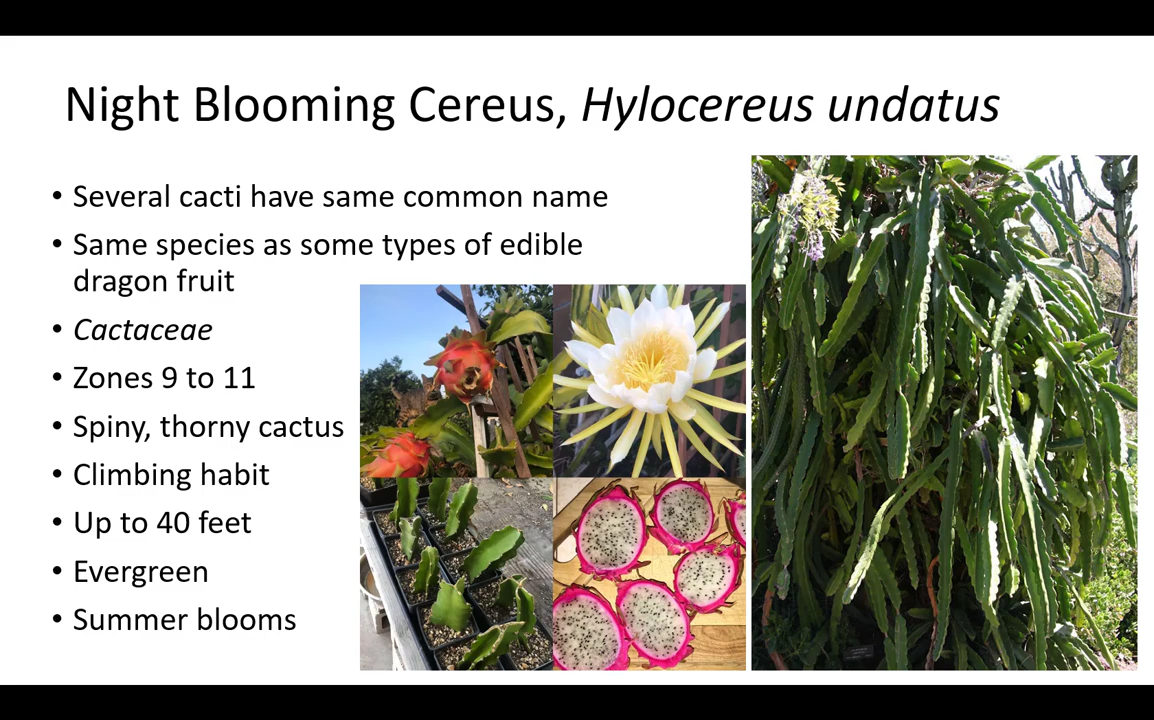 Night Blooming Cereus, Hylocereus undatus
• Several cacti have same common name
• Same species as some types of edible
dragon fruit
• Cactaceae
• Zones 9 to 11
• Spiny, thorny cactus
• Climbing habit
• Up to 40 feet
• Evergreen
• Summer blooms